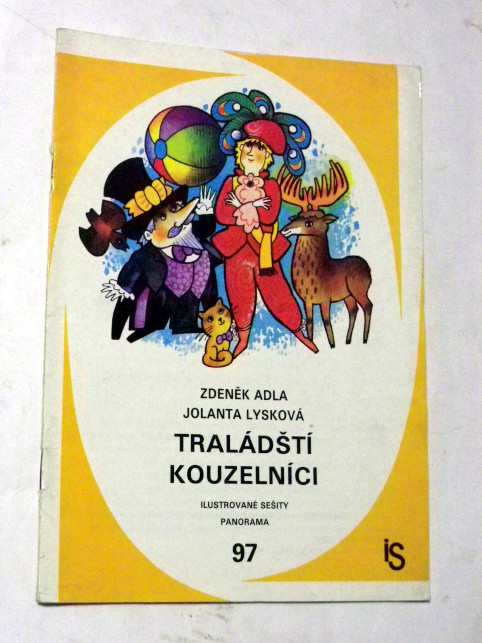 ZDENĚK ADLA
JOLANTA LYSKOVÁ
TRALÁDŠTÍ
KOUZELNÍCI
ILUSTROVANÉ SEŠITY
PANORAMA
97
iS